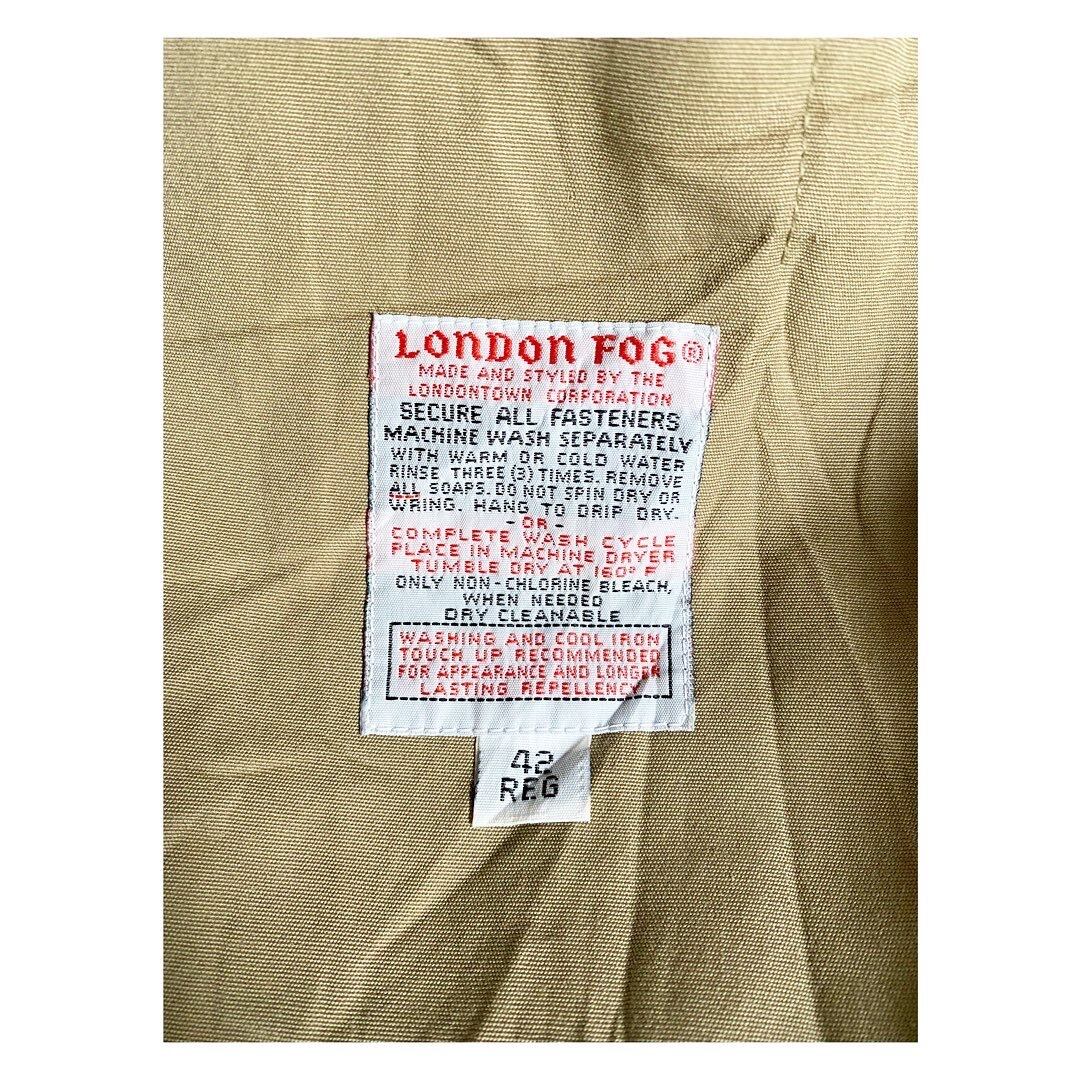 LONDON FOG®
MADE AND STYLED BY THE
LONDONTOWN CORPORATION
SECURE ALL FASTENERS
MACHINE WASH SEPARATELY
WITH WARM OR COLD WATER
RINSE THREE (3) TIMES. REMOVE
ALL SOAPS. DO NOT SPIN DRY OR
WRING. HANG TO DRIP DRY.
- OR -
COMPLETE WASH CYCLE
PLACE IN MACHINE DRYER
TUMBLE DRY AT 160° F
ONLY NON-CHLORINE BLEACH,
WHEN NEEDED
DRY CLEANABLE
WASHING AND COOL IRON
TOUCH UP RECOMMENDED
FOR APPEARANCE AND LONGER
LASTING REPELLENCY
42
REG